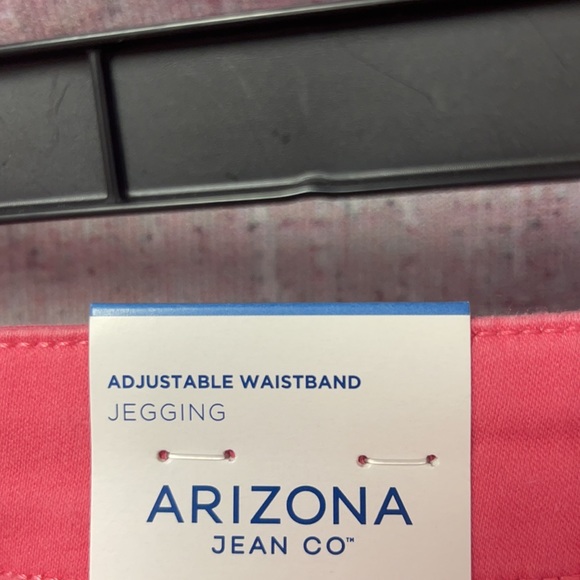 ADJUSTABLE WAISTBAND
JEGGING
ARIZONA
JEAN CO™